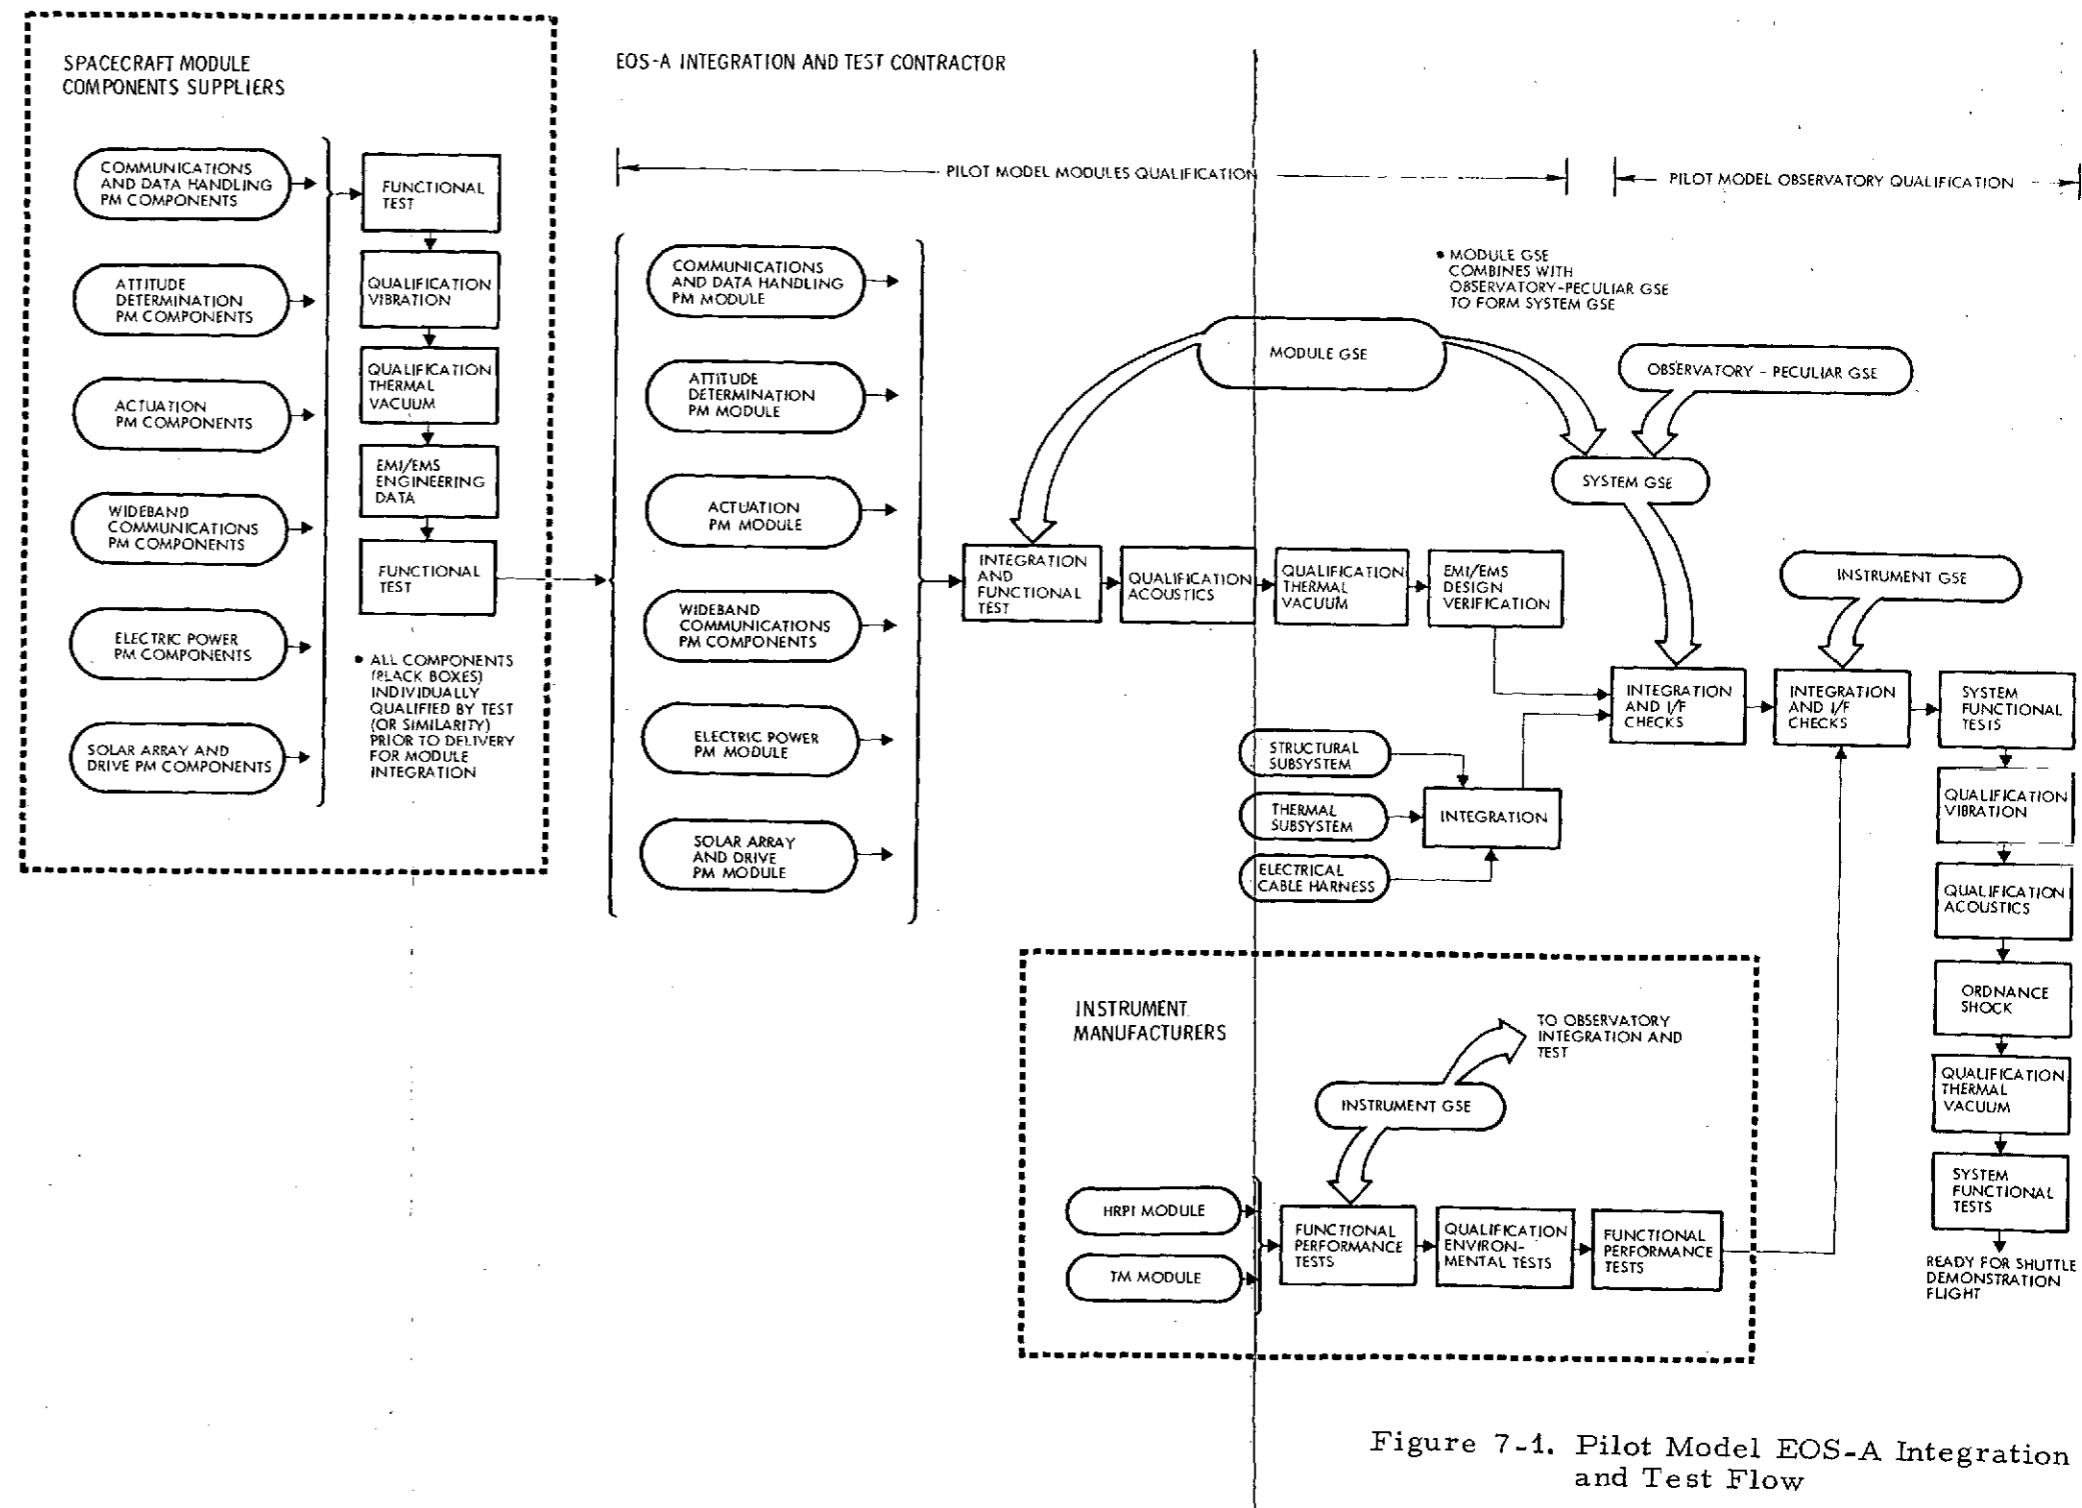 SPACECRAFT MODULE
COMPONENTS SUPPLIERS
COMMUNICATIONS
AND DATA HANDLING
PM COMPONENTS
ATTITUDE
DETERMINATION
PM COMPONENTS
ACTUATION
PM COMPONENTS
WIDEBAND
COMMUNICATIONS
PM COMPONENTS
ELECTRIC POWER
PM COMPONENTS
SOLAR ARRAY AND
DRIVE PM COMPONENTS
FUNCTIONAL
TEST
QUALIFICATION
VIBRATION
QUALIFICATION
THERMAL
VACUUM
EMI/EMS
ENGINEERING
DATA
FUNCTIONAL
TEST
• ALL COMPONENTS
(BLACK BOXES)
INDIVIDUALLY
QUALIFIED BY TEST
(OR SIMILARITY)
PRIOR TO DELIVERY
FOR MODULE
INTEGRATION
EOS-A INTEGRATION AND TEST CONTRACTOR
PILOT MODEL MODULES QUALIFICATION
PILOT MODEL OBSERVATORY QUALIFICATION
COMMUNICATIONS
AND DATA HANDLING
PM MODULE
ATTITUDE
DETERMINATION
PM MODULE
ACTUATION
PM MODULE
WIDEBAND
COMMUNICATIONS
PM COMPONENTS
ELECTRIC POWER
PM MODULE
SOLAR ARRAY
AND DRIVE
PM MODULE
• MODULE GSE
COMBINES WITH
OBSERVATORY-PECULIAR GSE
TO FORM SYSTEM GSE
MODULE GSE
OBSERVATORY - PECULIAR GSE
SYSTEM GSE
INTEGRATION
AND
FUNCTIONAL
TEST
QUALIFICATION
ACOUSTICS
QUALIFICATION
THERMAL
VACUUM
EMI/EMS
DESIGN
VERIFICATION
INSTRUMENT GSE
STRUCTURAL
SUBSYSTEM
THERMAL
SUBSYSTEM
ELECTRICAL
CABLE HARNESS
INTEGRATION
INTEGRATION
AND I/F
CHECKS
INTEGRATION
AND I/F
CHECKS
SYSTEM
FUNCTIONAL
TESTS
QUALIFICATION
VIBRATION
QUALIFICATION
ACOUSTICS
ORDNANCE
SHOCK
QUALIFICATION
THERMAL
VACUUM
SYSTEM
FUNCTIONAL
TESTS
READY FOR SHUTTLE
DEMONSTRATION
FLIGHT
INSTRUMENT
MANUFACTURERS
TO OBSERVATORY
INTEGRATION AND
TEST
INSTRUMENT GSE
HRPI MODULE
TM MODULE
FUNCTIONAL
PERFORMANCE
TESTS
QUALIFICATION
ENVIRON-
MENTAL TESTS
FUNCTIONAL
PERFORMANCE
TESTS
Figure 7-1. Pilot Model EOS-A Integration
and Test Flow